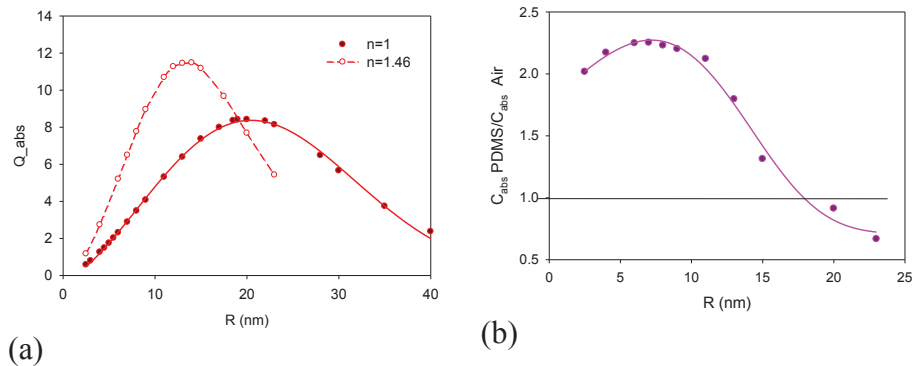 14
12
10
8
6
4
2
0
Q_abs
n=1
n=1.46
0 10 20 30 40
R (nm)
(a)
2.5
2.0
1.5
1.0
0.5
C_abs PDMS/C_abs Air
0 5 10 15 20 25
R (nm)
(b)